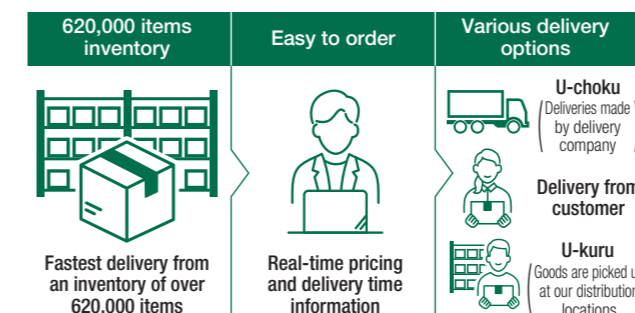 620,000 items
inventory
Easy to order
Various delivery
options
Fastest delivery from
an inventory of over
620,000 items
Real-time pricing
and delivery time
information
U-choku
(Deliveries made
by delivery
company)
Delivery from
customer
U-kuru
(Goods are picked
at our distribution
locations